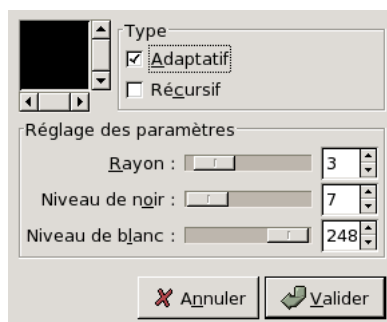 Type
Adaptatif
Récursif
Réglage des paramètres
Rayon : 3
Niveau de noir : 7
Niveau de blanc : 248
Annuler Valider